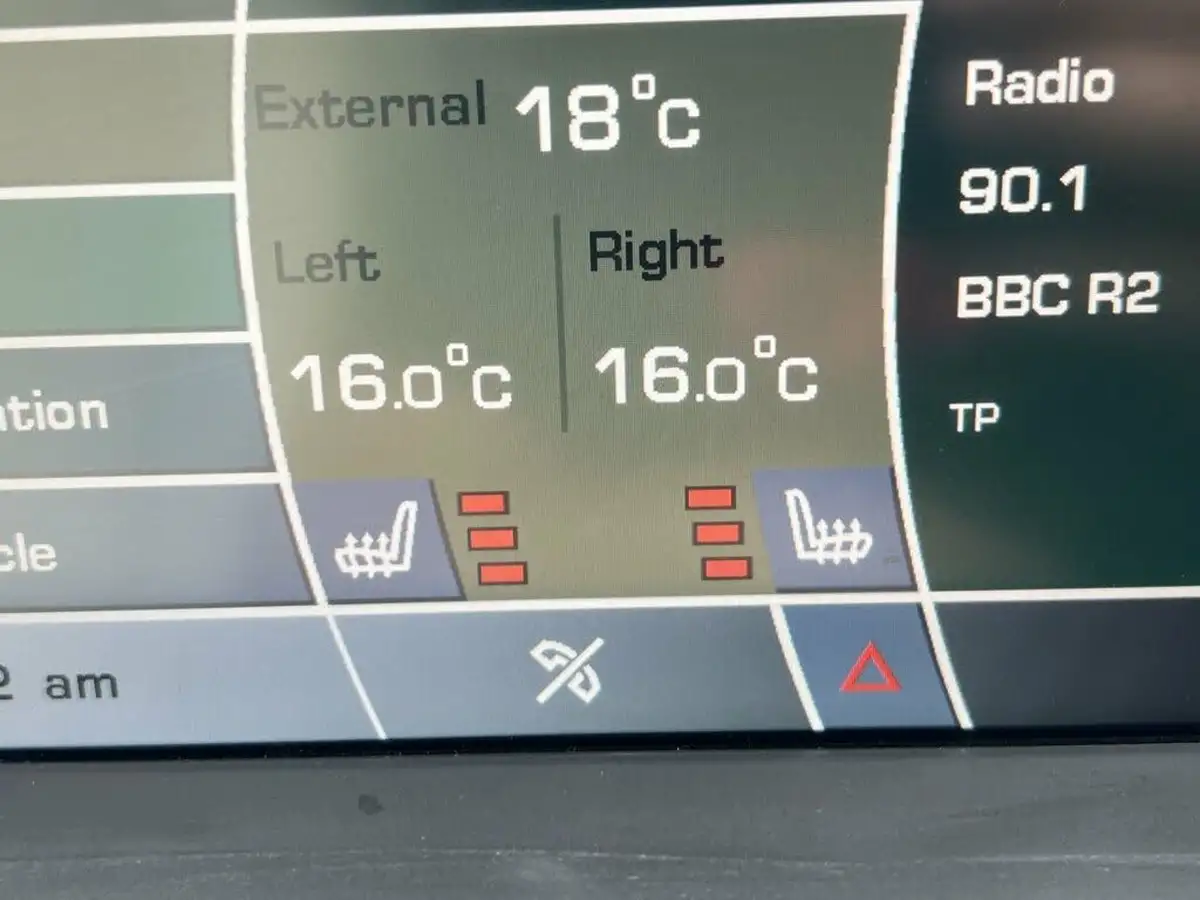 External 18°C
Left Right
16.0°C 16.0°C
Radio
90.1
BBC R2
TP
ation
cle
2 am